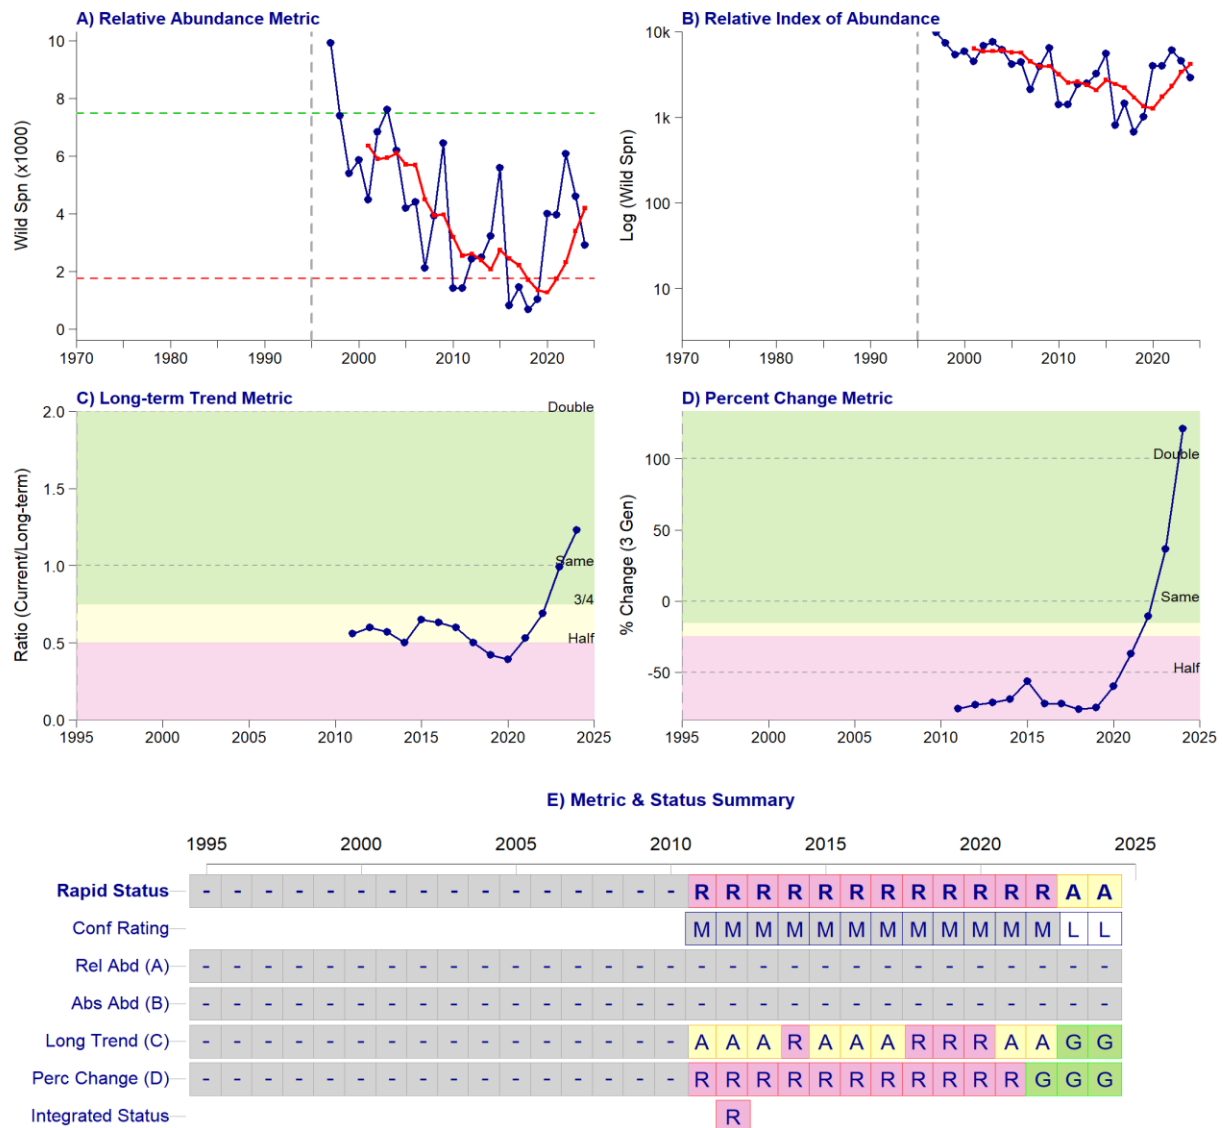 A) Relative Abundance Metric
Wild Spn (x1000)
10
8
6
4
2
0
1970 1980 1990 2000 2010 2020
B) Relative Index of Abundance
Log (Wild Spn)
10k
1k
100
10
1970 1980 1990 2000 2010 2020
C) Long-term Trend Metric
Ratio (Current/Long-term)
2.0
1.5
1.0
0.5
0.0
Double
Same
3/4
Half
1995 2000 2005 2010 2015 2020 2025
D) Percent Change Metric
% Change (3 Gen)
100
50
0
-50
Double
Same
Half
1995 2000 2005 2010 2015 2020 2025
E) Metric & Status Summary
1995 2000 2005 2010 2015 2020 2025
Rapid Status - - - - - - - - - - - - - - - - R R R R R R R R R R R R A A
Conf Rating M M M M M M M M M M M M L L
Rel Abd (A) - - - - - - - - - - - - - - - - - - - - - - - - - - - - - -
Abs Abd (B) - - - - - - - - - - - - - - - - - - - - - - - - - - - - - -
Long Trend (C) - - - - - - - - - - - - - - - - A A A R A A A R R R A A G G
Perc Change (D) - - - - - - - - - - - - - - - - R R R R R R R R R R R G G G
Integrated Status R